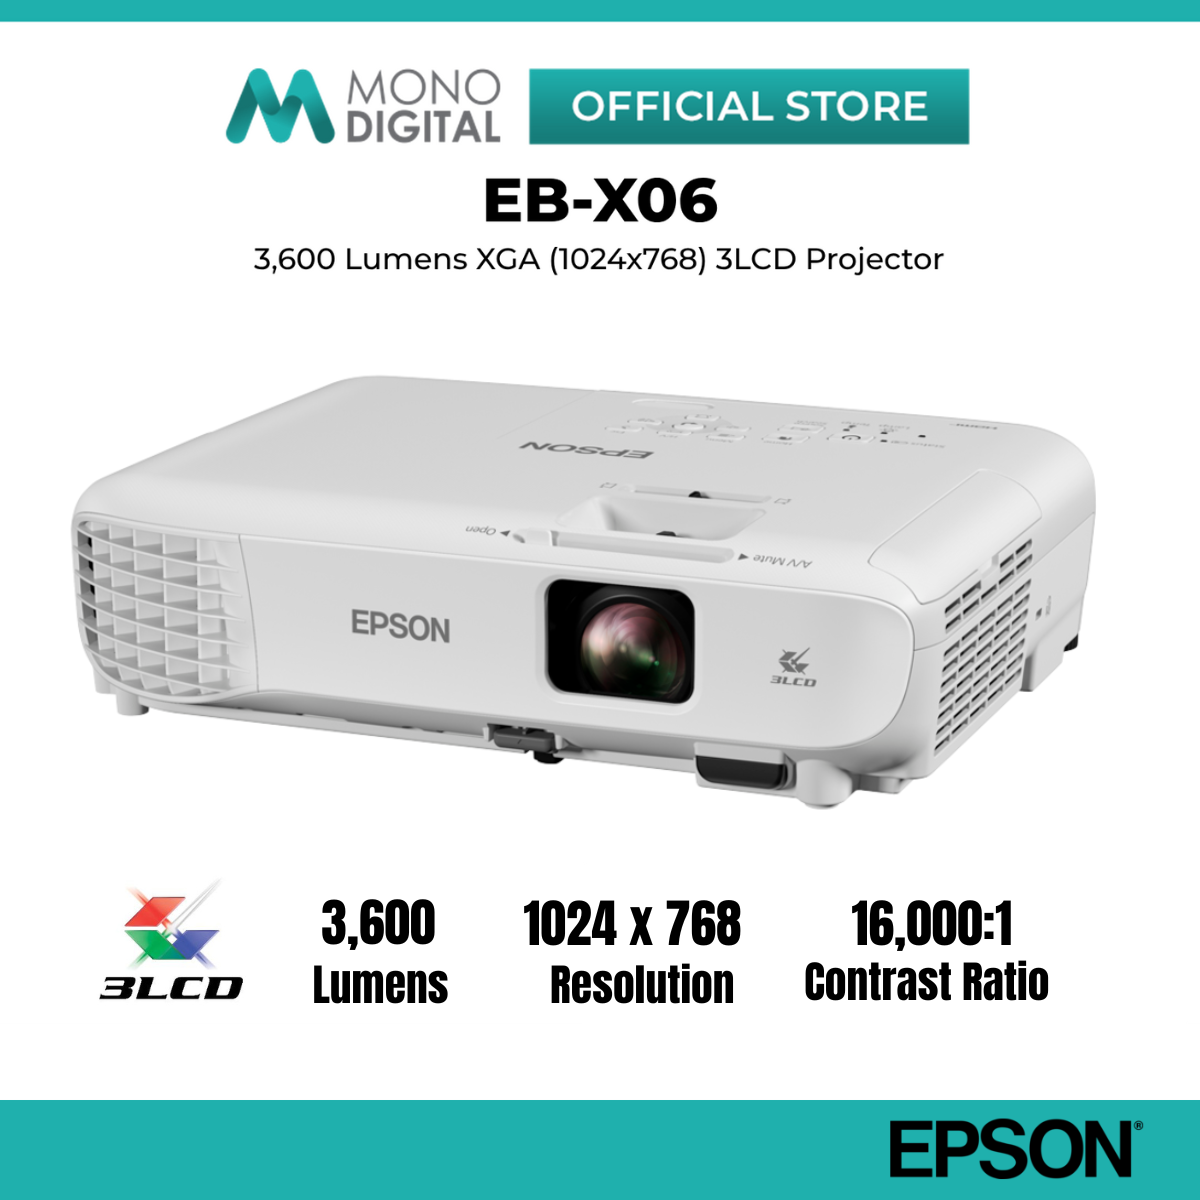 MONO
DIGITAL
OFFICIAL STORE
EB-X06
3,600 Lumens XGA (1024x768) 3LCD Projector
EPSON
Open
A/V Mute
EPSON
3LCD
3LCD
3,600
Lumens
1024 x 768
Resolution
16,000:1
Contrast Ratio
EPSON®